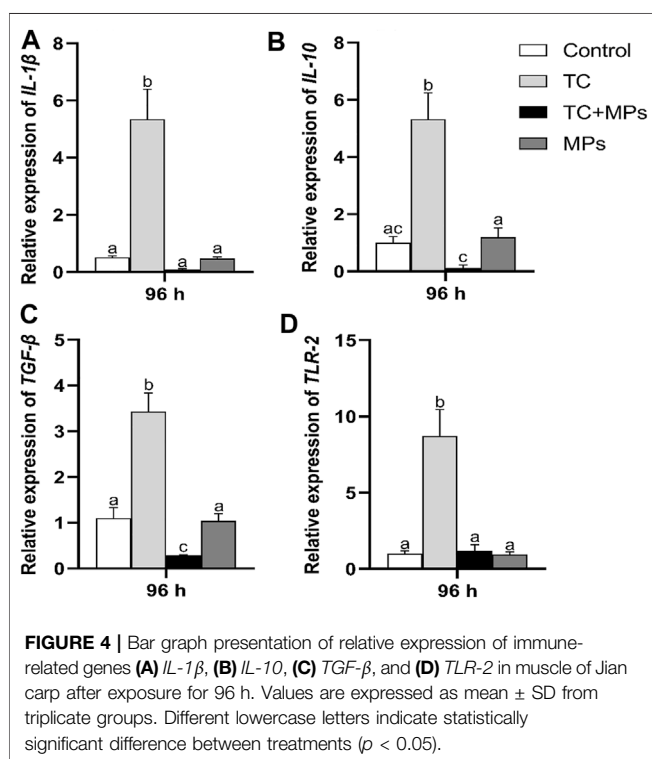 A
Relative expression of IL-1β
8
6
4
2
0
a
b
a
a
96 h
B
Relative expression of IL-10
8
6
4
2
0
ac
b
c
a
96 h
Control
TC
TC+MPs
MPs
C
Relative expression of TGF-β
5
4
3
2
1
0
a
b
c
a
96 h
D
Relative expression of TLR-2
15
10
5
0
a
b
a
a
96 h
FIGURE 4 | Bar graph presentation of relative expression of immune-
related genes (A) IL-1β, (B) IL-10, (C) TGF-β, and (D) TLR-2 in muscle of Jian
carp after exposure for 96 h. Values are expressed as mean ± SD from
triplicate groups. Different lowercase letters indicate statistically
significant difference between treatments (p < 0.05).